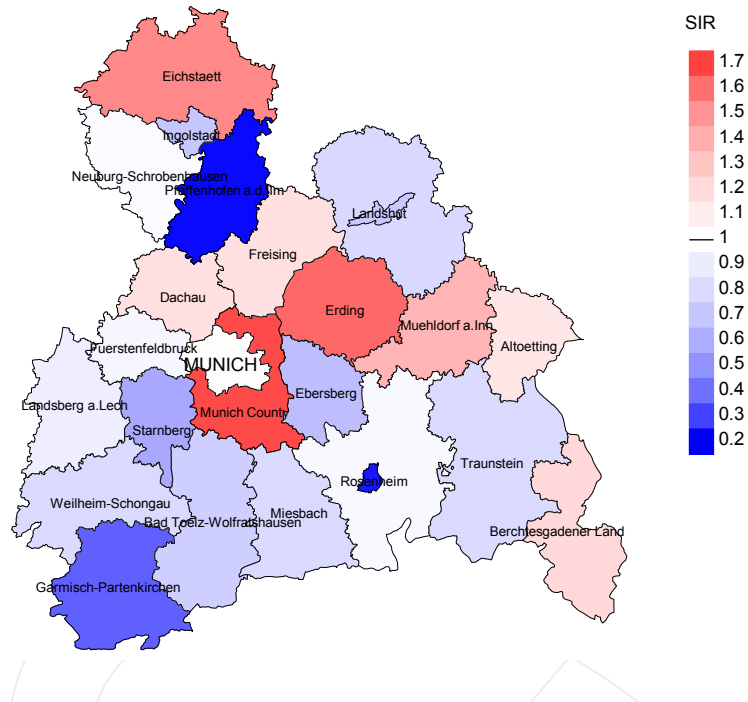 SIR
1.7
1.6
1.5
1.4
1.3
1.2
1.1
1
0.9
0.8
0.7
0.6
0.5
0.4
0.3
0.2
Eichstaett
Ingolstadt
Neuburg-Schrobenhausen
Pfaffenhofen a.d.Ilm
Landshut
Freising
Dachau
Erding
Muehldorf a.Inn
Altoetting
Fuerstenfeldbruck
MUNICH
Ebersberg
Landsberg a.Lech
Munich County
Starnberg
Traunstein
Rosenheim
Weilheim-Schongau
Miesbach
Bad Toelz-Wolfratshausen
Berchtesgadener Land
Garmisch-Partenkirchen